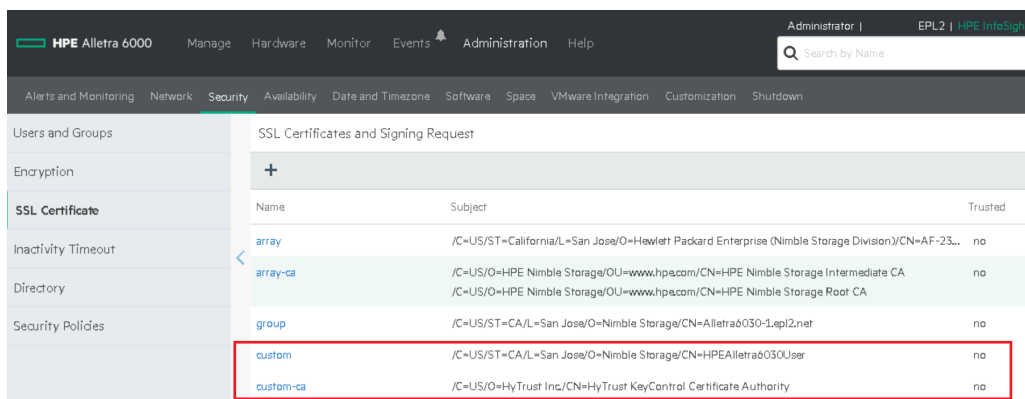 Administrator | EPL2 | HPE InfoSigh
HPE Alletra 6000 Manage Hardware Monitor Events Administration Help
Search by Name
Alerts and Monitoring Network Security Availability Date and Timezone Software Space VMware Integration Customization Shutdown
Users and Groups
Encryption
SSL Certificate
Inactivity Timeout
Directory
Security Policies
SSL Certificates and Signing Request
+
Name Subject Trusted
array /C=US/ST=California/L=San Jose/O=Hewlett Packard Enterprise (Nimble Storage Division)/CN=AF-23... no
array-ca /C=US/O=HPE Nimble Storage/OU=www.hpe.com/CN=HPE Nimble Storage Intermediate CA no
/C=US/O=HPE Nimble Storage/OU=www.hpe.com/CN=HPE Nimble Storage Root CA
group /C=US/ST=CA/L=San Jose/O=Nimble Storage/CN=Alletra6030-1.epl2.net no
custom /C=US/ST=CA/L=San Jose/O=Nimble Storage/CN=HPEAlletra6030User no
custom-ca /C=US/O=HyTrust Inc./CN=HyTrust KeyControl Certificate Authority no